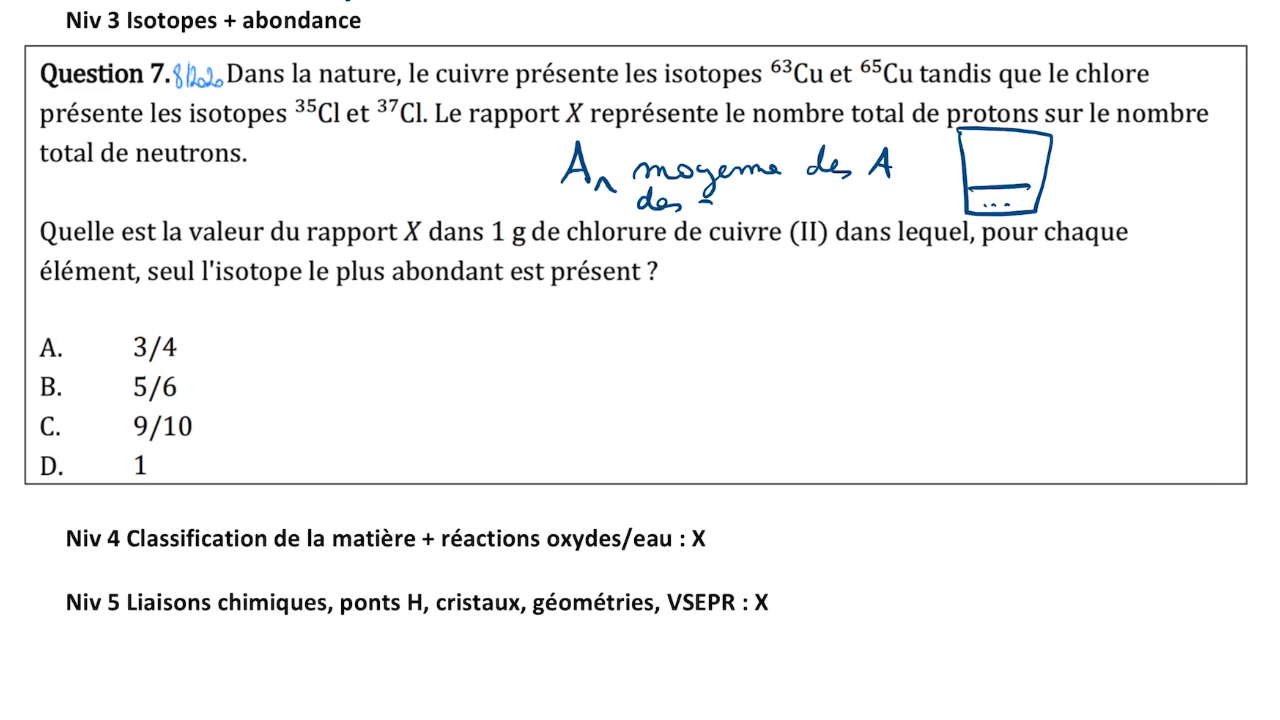 Niv 3 Isotopes + abondance
Question 7. 8/2020 Dans la nature, le cuivre présente les isotopes ⁶³Cu et ⁶⁵Cu tandis que le chlore
présente les isotopes ³⁵Cl et ³⁷Cl. Le rapport X représente le nombre total de protons sur le nombre
total de neutrons.
moyenne des A
des
Quelle est la valeur du rapport X dans 1 g de chlorure de cuivre (II) dans lequel, pour chaque
élément, seul l'isotope le plus abondant est présent ?
A. 3/4
B. 5/6
C. 9/10
D. 1
Niv 4 Classification de la matière + réactions oxydes/eau : X
Niv 5 Liaisons chimiques, ponts H, cristaux, géométries, VSEPR : X